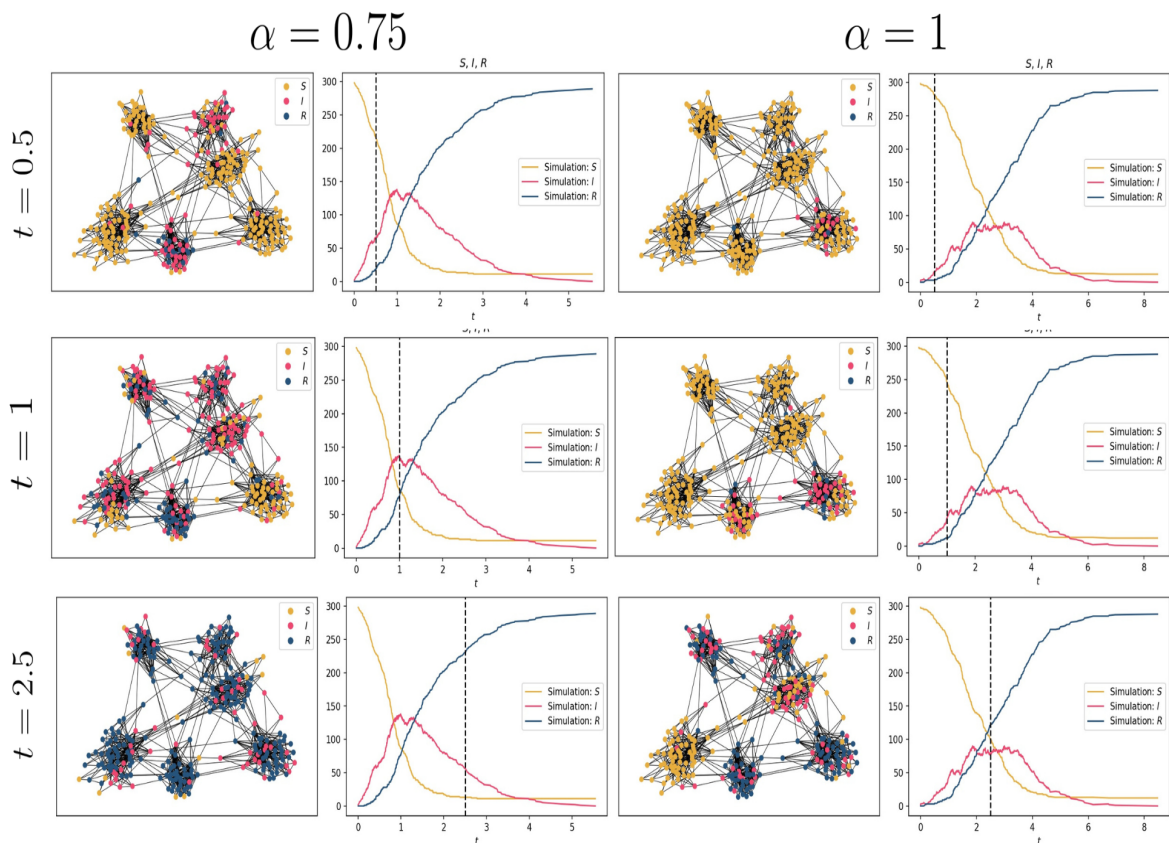 α = 0.75
α = 1
t = 0.5
S
I
R
S, I, R
300
250
200
150
100
50
0
Simulation: S
Simulation: I
Simulation: R
0 1 2 3 4 5
t
S
I
R
S, I, R
300
250
200
150
100
50
0
Simulation: S
Simulation: I
Simulation: R
0 2 4 6 8
t
t = 1
S
I
R
S, I, R
300
250
200
150
100
50
0
Simulation: S
Simulation: I
Simulation: R
0 1 2 3 4 5
t
S
I
R
S, I, R
300
250
200
150
100
50
0
Simulation: S
Simulation: I
Simulation: R
0 2 4 6 8
t
t = 2.5
S
I
R
300
250
200
150
100
50
0
Simulation: S
Simulation: I
Simulation: R
0 1 2 3 4 5
t
S
I
R
300
250
200
150
100
50
0
Simulation: S
Simulation: I
Simulation: R
0 2 4 6 8
t